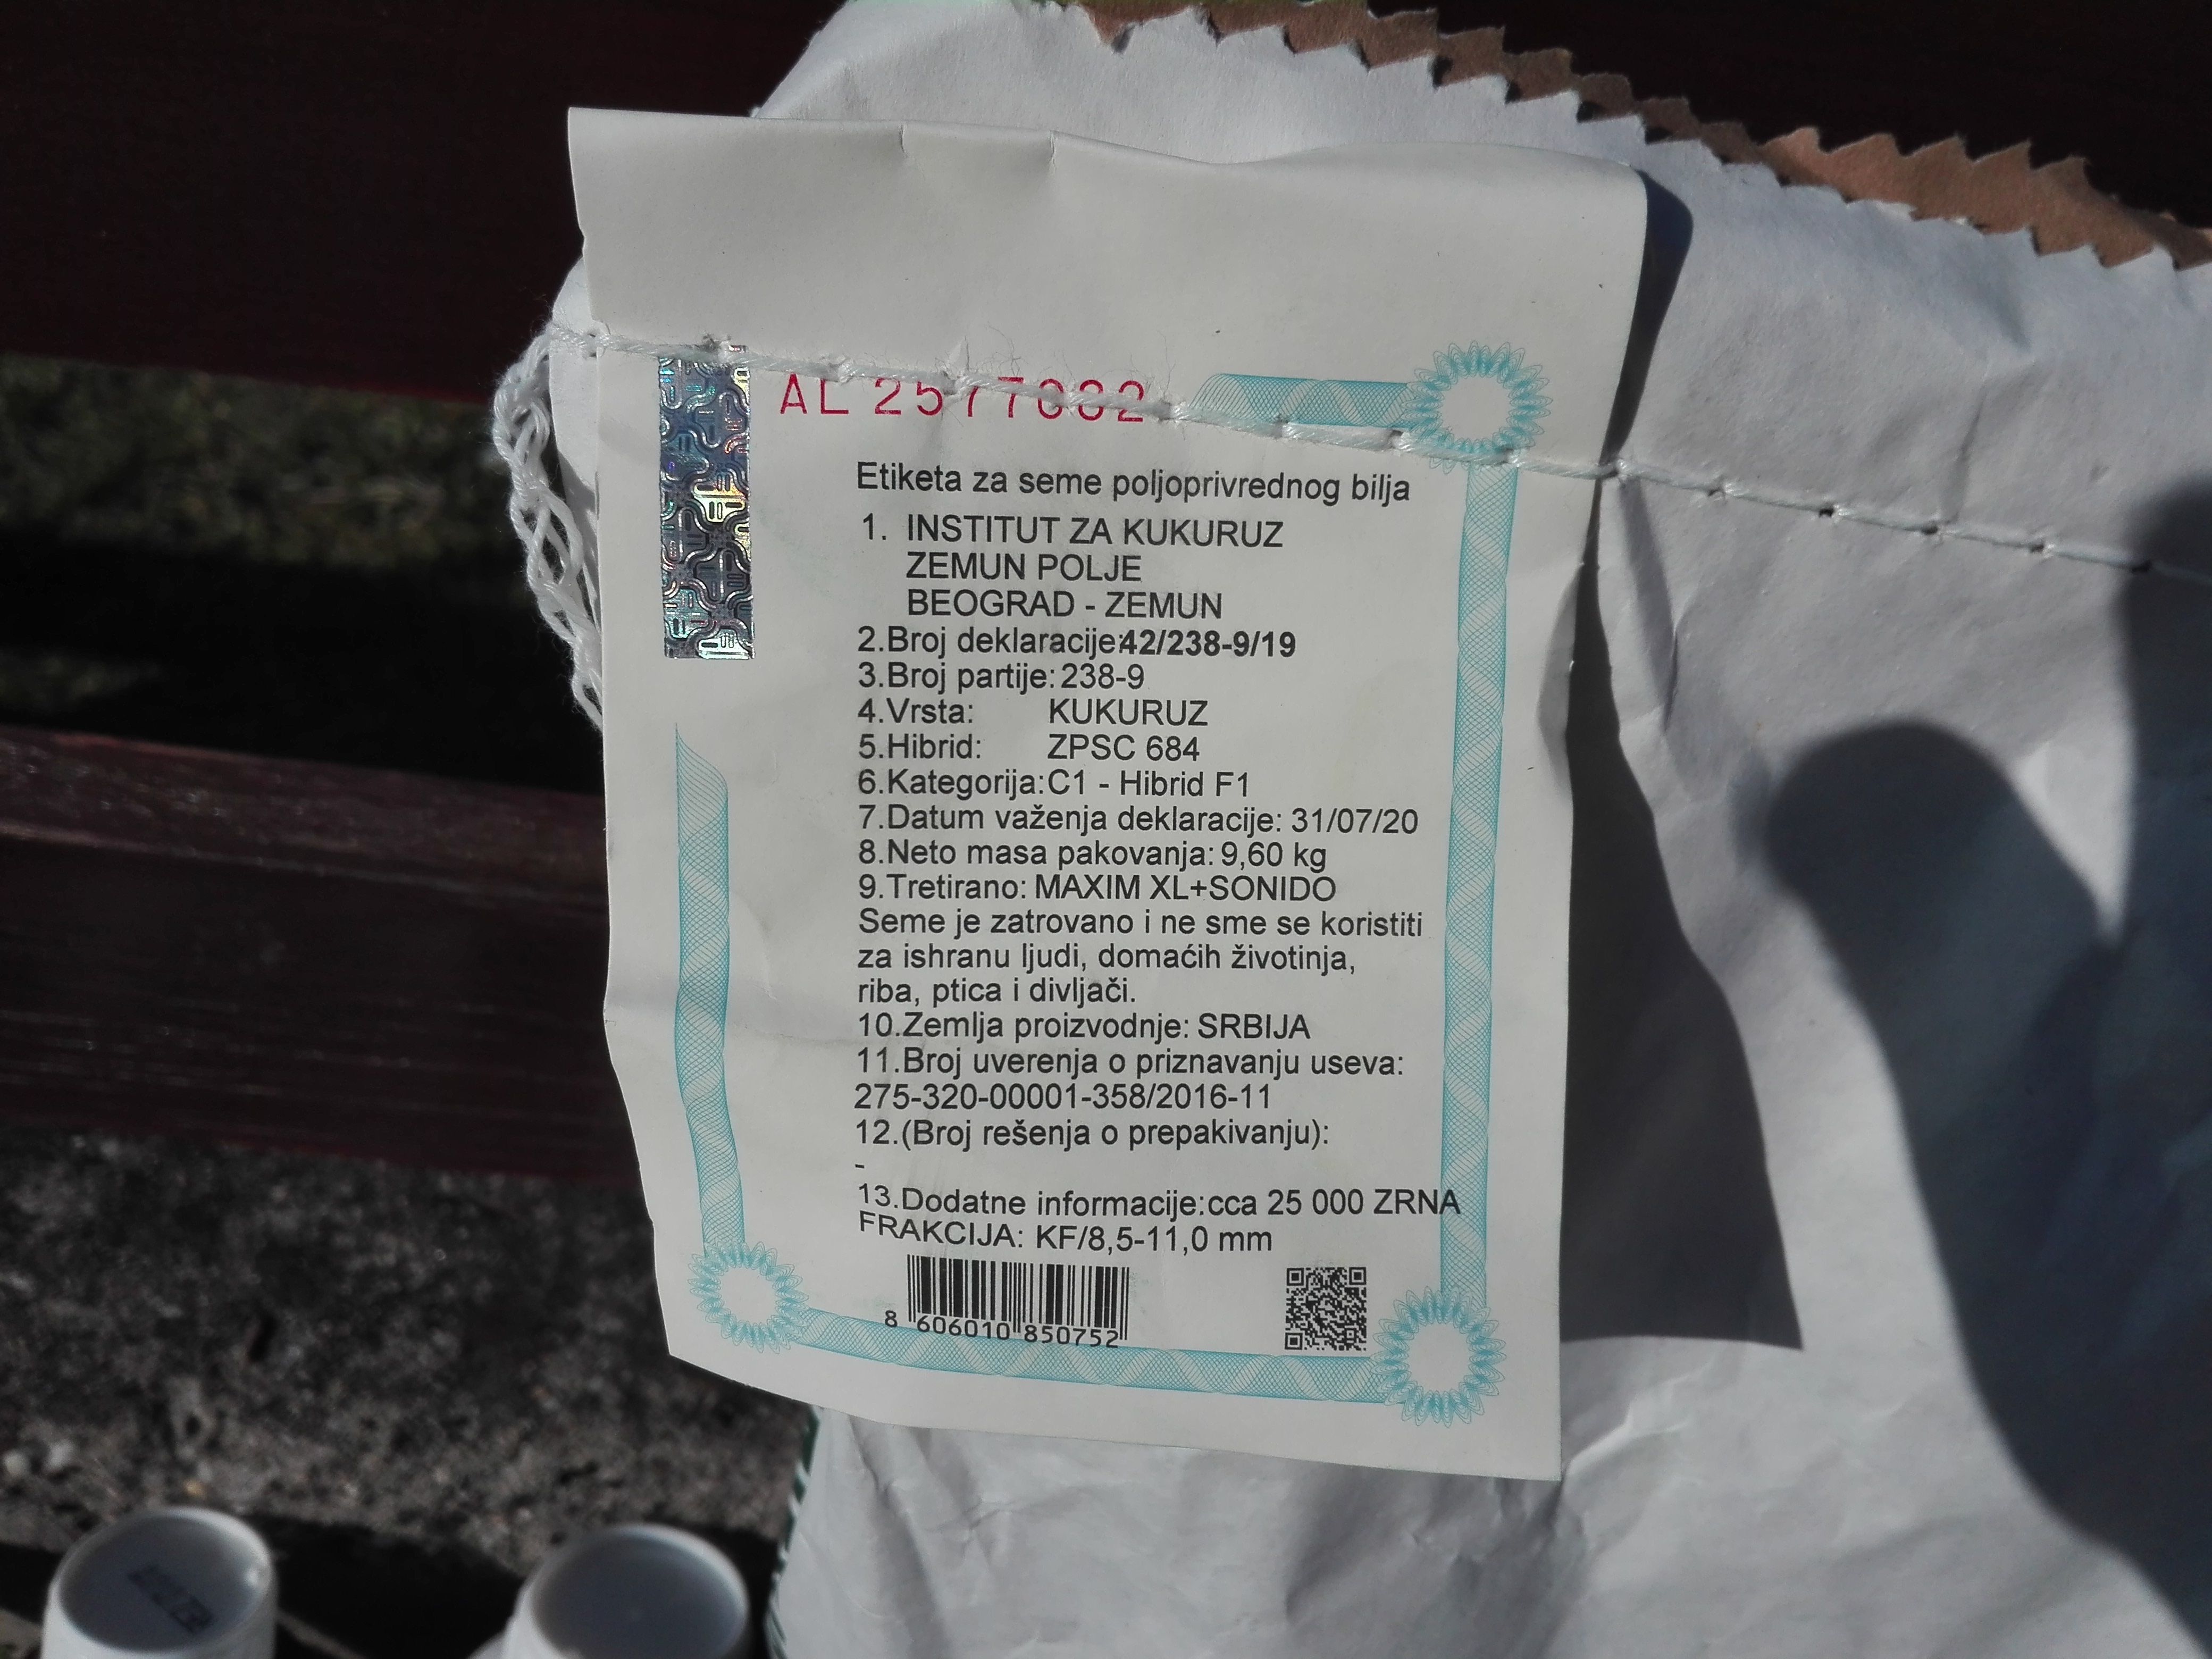 AL 2577032
Etiketa za seme poljoprivrednog bilja
1. INSTITUT ZA KUKURUZ
ZEMUN POLJE
BEOGRAD - ZEMUN
2.Broj deklaracije:42/238-9/19
3.Broj partije: 238-9
4.Vrsta: KUKURUZ
5.Hibrid: ZPSC 684
6.Kategorija: C1 - Hibrid F1
7.Datum važenja deklaracije: 31/07/20
8.Neto masa pakovanja: 9,60 kg
9.Tretirano: MAXIM XL+SONIDO
Seme je zatrovano i ne sme se koristiti
za ishranu ljudi, domaćih životinja,
riba, ptica i divljači.
10.Zemlja proizvodnje: SRBIJA
11.Broj uverenja o priznavanju useva:
275-320-00001-358/2016-11
12.(Broj rešenja o prepakivanju):
-
13.Dodatne informacije:cca 25 000 ZRNA
FRAKCIJA: KF/8,5-11,0 mm
8 606010 850752